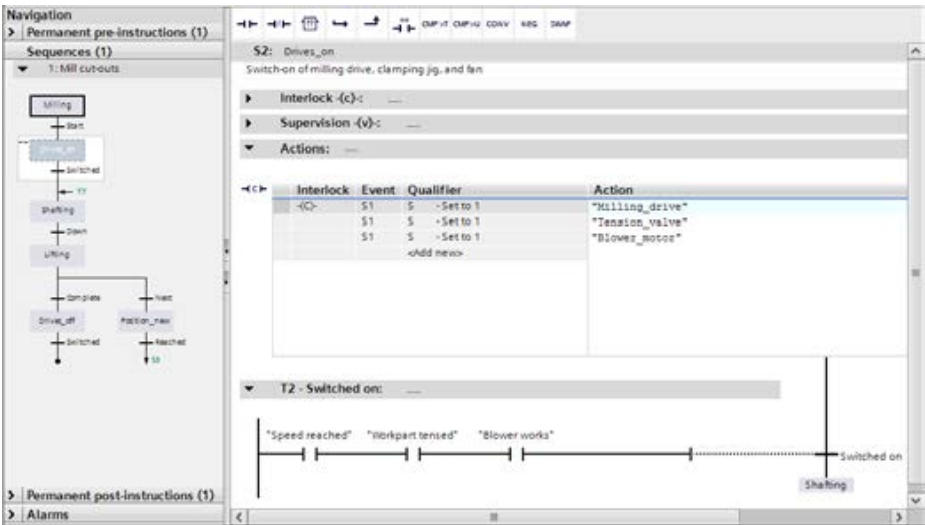 Navigation
Permanent pre-instructions (1)
Sequences (1)
1: Mill cut-outs
Milling
Start
Drives_on
Switched
T7
Shafting
Down
Lifting
Complete
Next
Drives_off
Position_new
Switched
Reached
S3
Permanent post-instructions (1)
Alarms
CMP>T CMP>U CONV NEG SWAP
S2: Drives_on
Switch-on of milling drive, clamping jig, and fan
Interlock -(c)-: ....
Supervision -(v)-: ....
Actions: ....
Interlock Event Qualifier Action
-(C)- S1 S - Set to 1 "Milling_drive"
S1 S - Set to 1 "Tension_valve"
S1 S - Set to 1 "Blower_motor"
<Add new>
T2 - Switched on: ....
"Speed reached" "Workpart tensed" "Blower works"
Switched on
Shafting